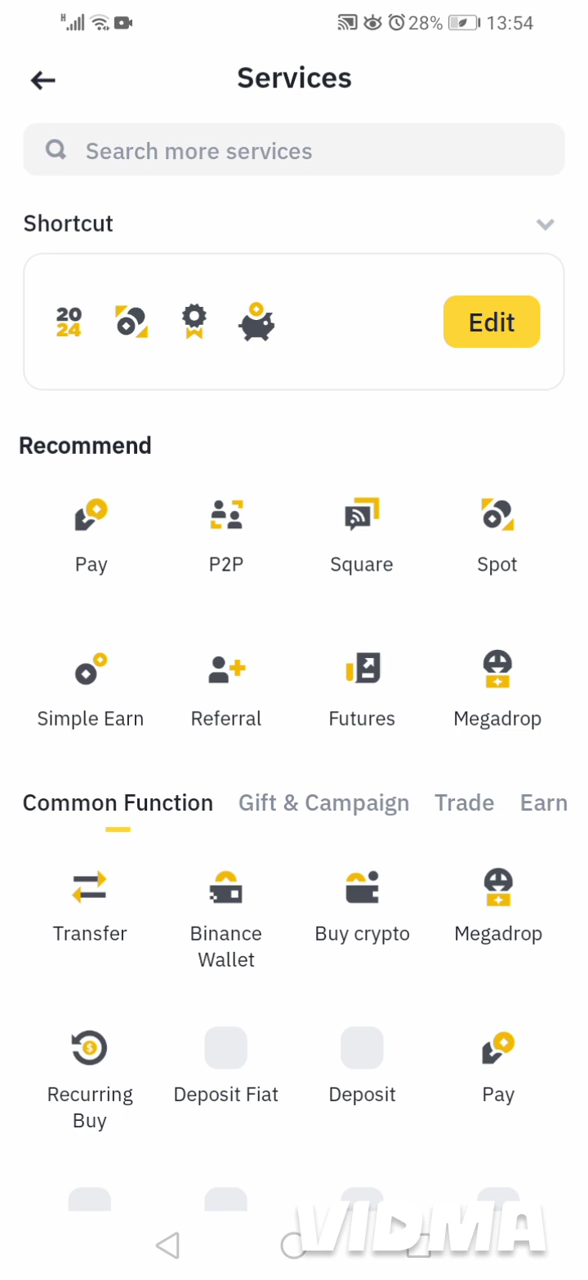 H 28% 13:54
Services
Search more services
Shortcut
20
24
Edit
Recommend
Pay P2P Square Spot
Simple Earn Referral Futures Megadrop
Common Function Gift & Campaign Trade Earn
Transfer Binance Buy crypto Megadrop
Wallet
Recurring Deposit Fiat Deposit Pay
Buy
VIDMA